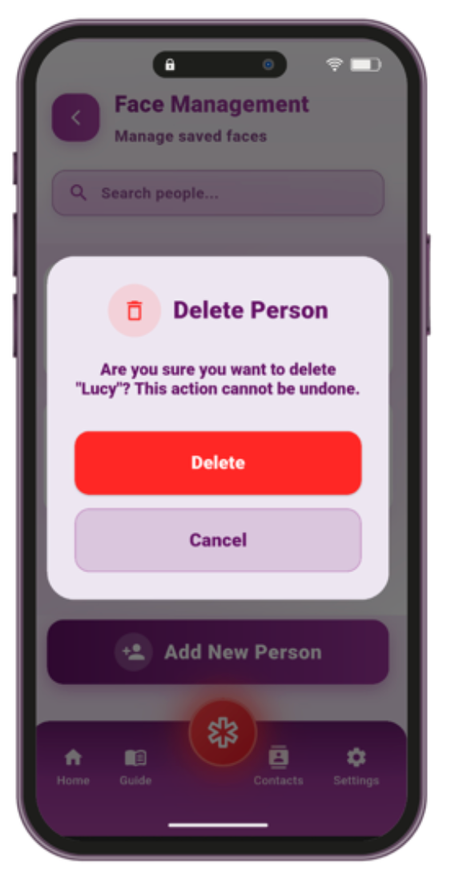 Face Management
Manage saved faces
Search people...
Delete Person
Are you sure you want to delete
"Lucy"? This action cannot be undone.
Delete
Cancel
Add New Person
Home Guide Contacts Settings